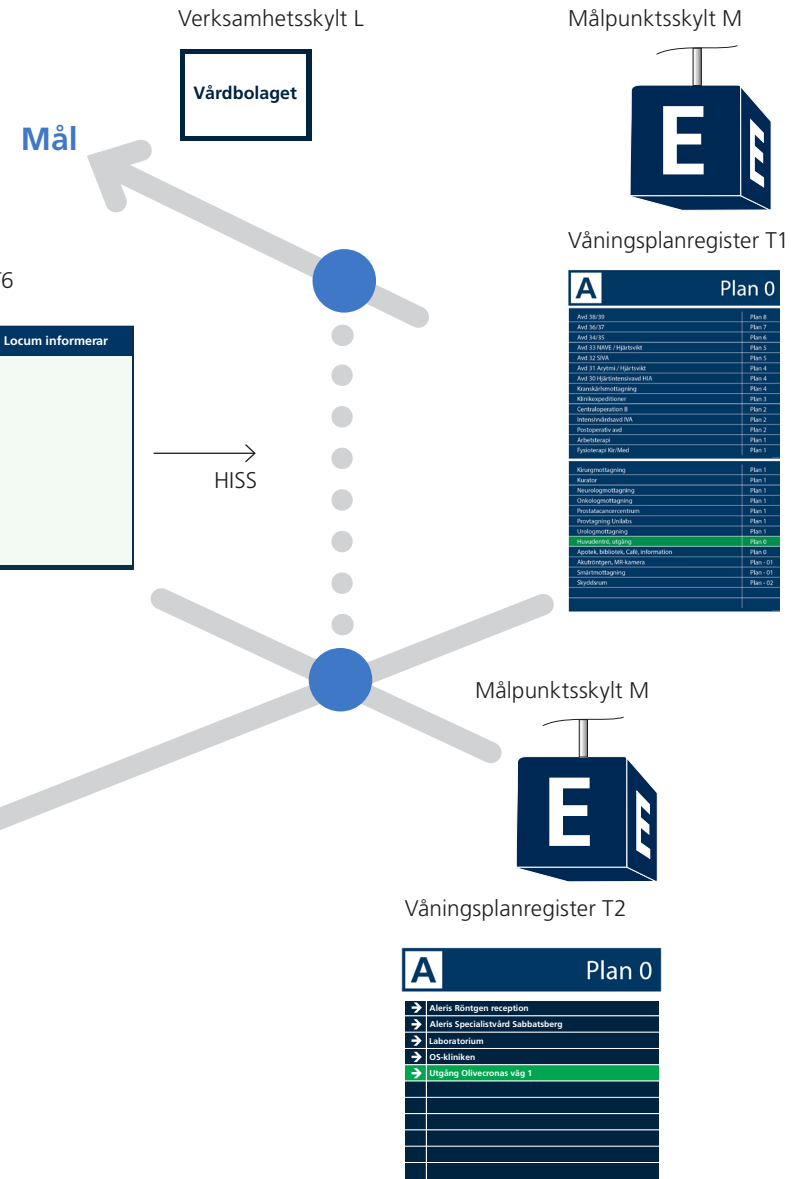 Verksamhetsskylt L
Målpunktsskylt M
Vårdbolaget
E
E
Mål
Våningsplanregister T1
A
Plan 0
Avd 38/39 Plan 8
Avd 36/37 Plan 7
Avd 34/35 Plan 6
Avd 33 NAVE / Hjärtsvikt Plan 5
Avd 32 SIVA Plan 5
Avd 31 Arytmi / Hjärtsvikt Plan 4
Avd 30 Hjärtintensivavd HIA Plan 4
Kranskärlsmottagning Plan 4
Klinikexpeditioner Plan 3
Centraloperation B Plan 2
Intensivvårdsavd IVA Plan 2
Postoperativ avd Plan 2
Arbetsterapi Plan 1
Fysioterapi Kir/Med Plan 1
Kirurgmottagning Plan 1
Kurator Plan 1
Neurologmottagning Plan 1
Onkologmottagning Plan 1
Prostatacancercentrum Plan 1
Provtagning Unilabs Plan 1
Urologmottagning Plan 1
Huvudentré, utgång Plan 0
Apotek, bibliotek, Café, information Plan 0
Akutröntgen, MR-kamera Plan - 01
Smärtmottagning Plan - 01
Skyddsrum Plan - 02
Locum informerar
HISS
Målpunktsskylt M
E
E
Våningsplanregister T2
A
Plan 0
Aleris Röntgen reception
Aleris Specialistvård Sabbatsberg
Laboratorium
OS-kliniken
Utgång Olivecronas väg 1